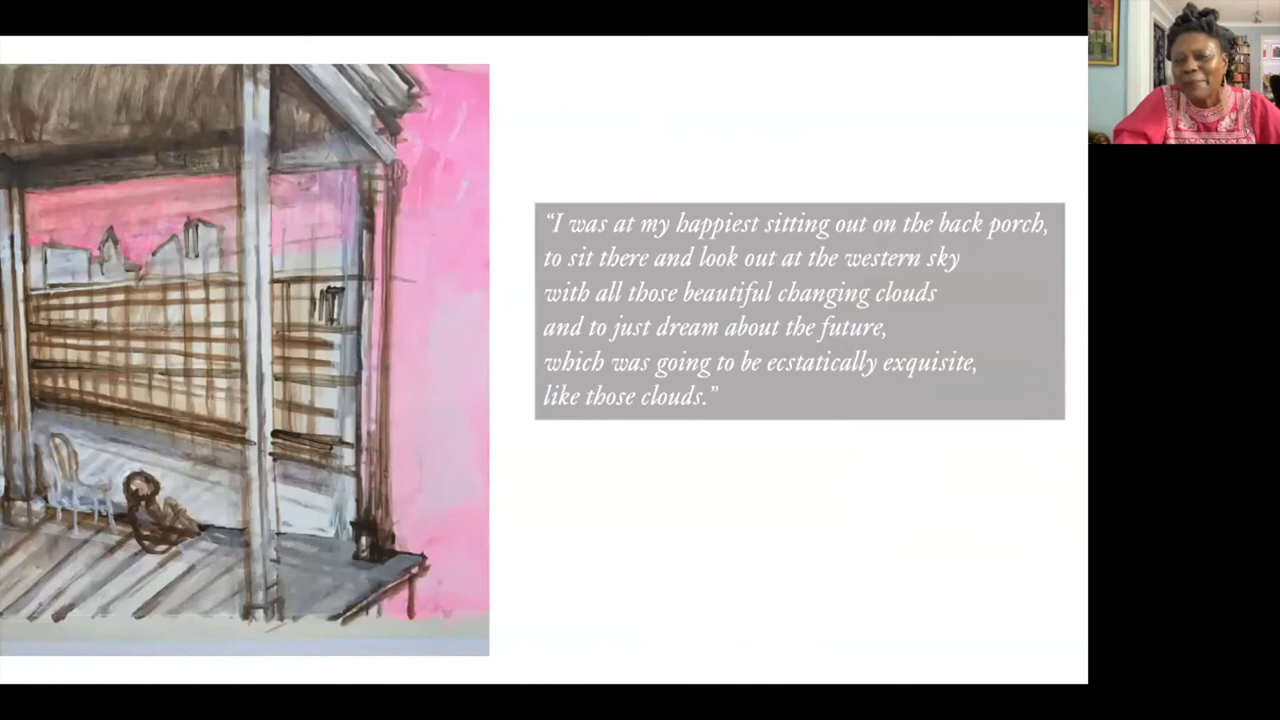 “I was at my happiest sitting out on the back porch,
to sit there and look out at the western sky
with all those beautiful changing clouds
and to just dream about the future,
which was going to be ecstatically exquisite,
like those clouds.”